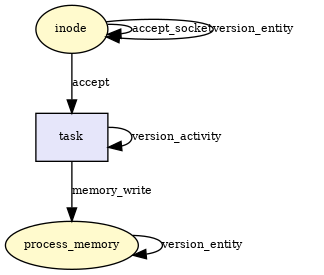 inode
accept_socket
version_entity
accept
task
version_activity
memory_write
process_memory
version_entity